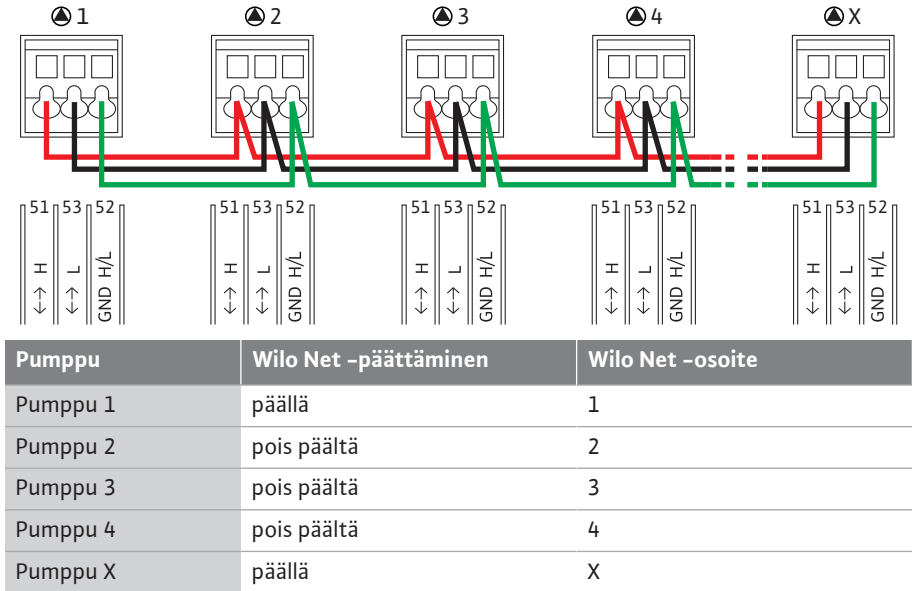 1 2 3 4 X
51 53 52 51 53 52 51 53 52 51 53 52 51 53 52
H L GND H/L H L GND H/L H L GND H/L H L GND H/L H L GND H/L
Pumppu Wilo Net –päättäminen Wilo Net –osoite
Pumppu 1 päällä 1
Pumppu 2 pois päältä 2
Pumppu 3 pois päältä 3
Pumppu 4 pois päältä 4
Pumppu X päällä X